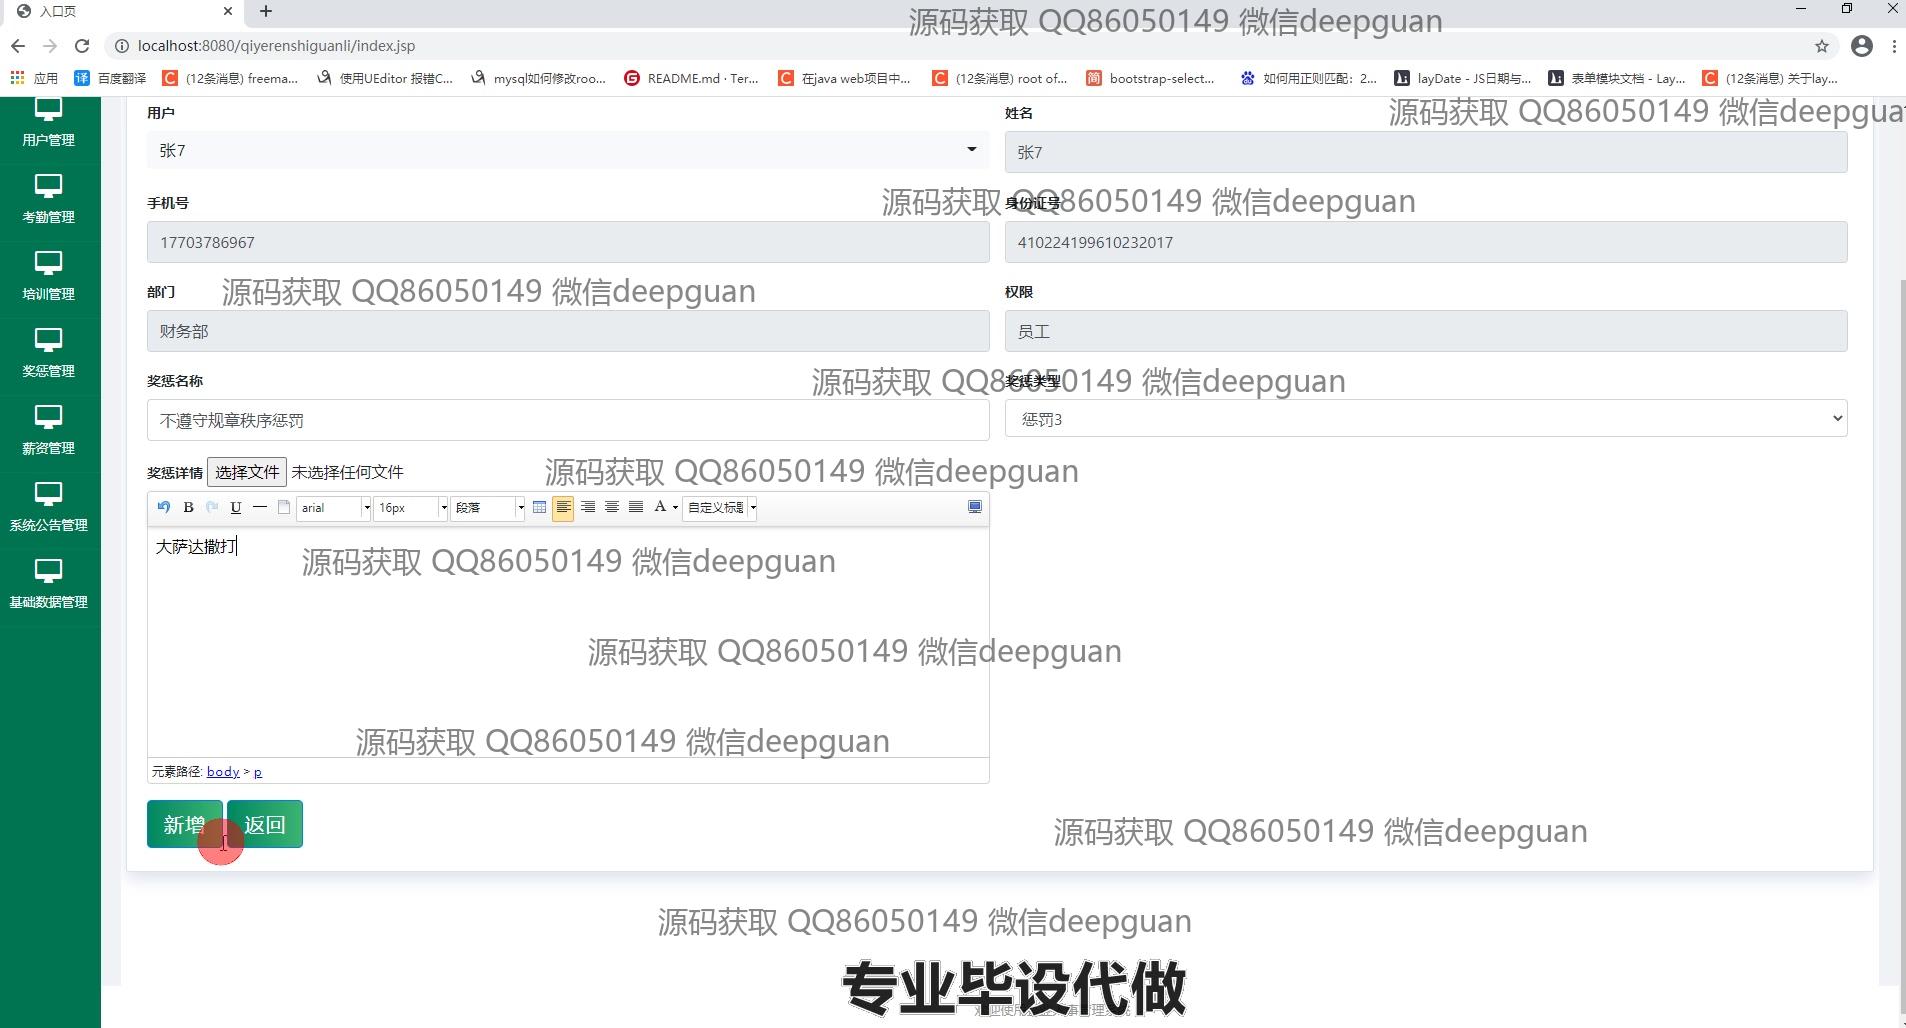 入口页
源码获取 QQ86050149 微信deepguan
localhost:8080/qiyerenshiguanli/index.jsp
应用 百度翻译 (12条消息) freema... 使用UEditor 报错C... mysql如何修改roo... README.md · Ter... 在java web项目中... (12条消息) root of... bootstrap-select... 如何用正则匹配：2... layDate - JS日期与... 表单模块文档 - Lay... (12条消息) 关于lay...
用户 姓名
源码获取 QQ86050149 微信deepgua
用户管理
张7 张7
考勤管理
手机号 身份证号
源码获取 QQ86050149 微信deepguan
17703786967 410224199610232017
培训管理
部门 权限
源码获取 QQ86050149 微信deepguan
财务部 员工
奖惩管理
奖惩名称 奖惩类型
源码获取 QQ86050149 微信deepguan
不遵守规章秩序惩罚 惩罚3
薪资管理
奖惩详情 选择文件 未选择任何文件
源码获取 QQ86050149 微信deepguan
B U arial 16px 段落 A 自定义标题
系统公告管理
大萨达撒打
源码获取 QQ86050149 微信deepguan
基础数据管理
源码获取 QQ86050149 微信deepguan
源码获取 QQ86050149 微信deepguan
元素路径: body > p
新增 返回
源码获取 QQ86050149 微信deepguan
源码获取 QQ86050149 微信deepguan
专业毕设代做